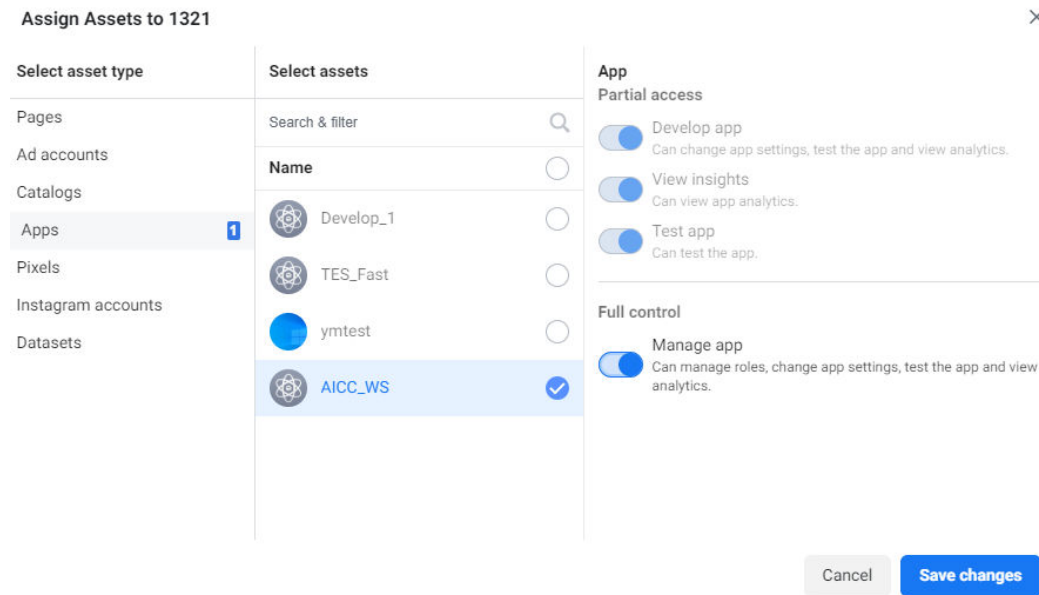 Assign Assets to 1321
Select asset type
Pages
Ad accounts
Catalogs
Apps 1
Pixels
Instagram accounts
Datasets
Select assets
Search & filter
Name
Develop_1
TES_Fast
ymtest
AICC_WS
App
Partial access
Develop app
Can change app settings, test the app and view analytics.
View insights
Can view app analytics.
Test app
Can test the app.
Full control
Manage app
Can manage roles, change app settings, test the app and view
analytics.
Cancel
Save changes